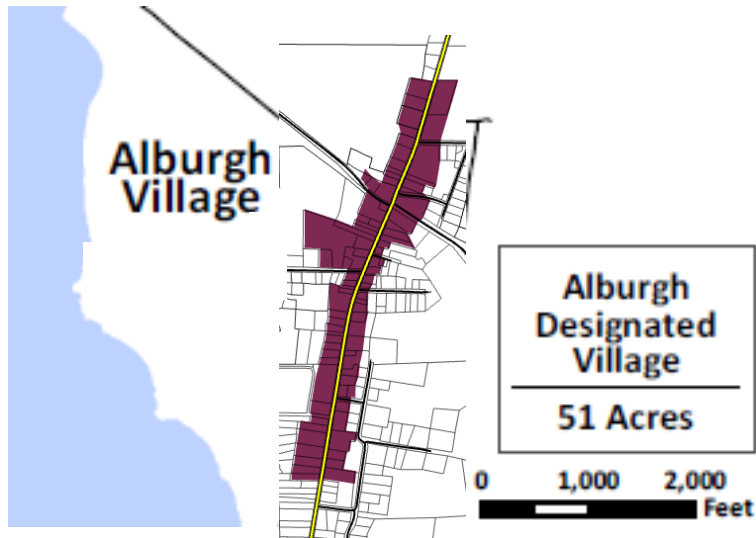 Alburgh
Village
Alburgh
Designated
Village
51 Acres
0 1,000 2,000
Feet